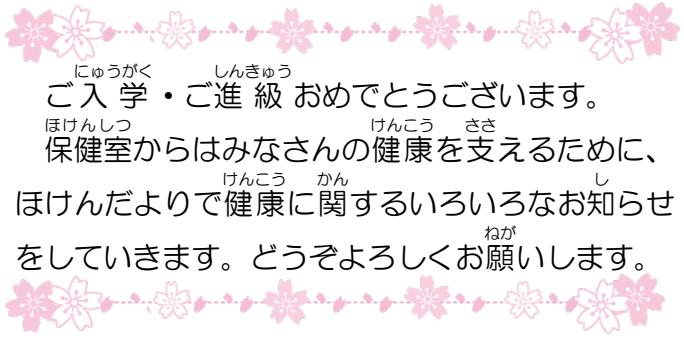 ご入学・ご進級おめでとうございます。
保健室からはみなさんの健康を支えるために、
ほけんだよりで健康に関するいろいろなお知らせ
をしていきます。どうぞよろしくお願いします。